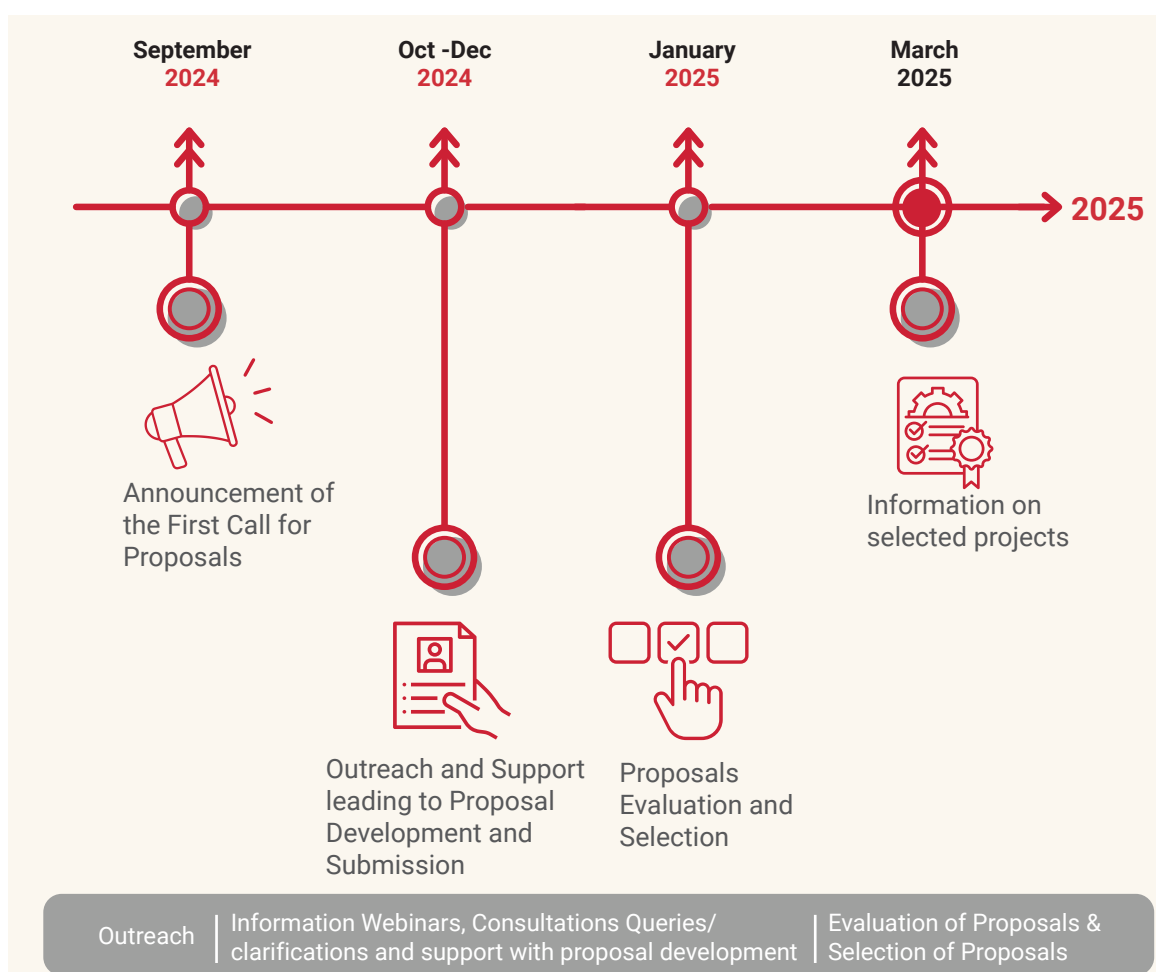 September
2024
Oct -Dec
2024
January
2025
March
2025
2025
Announcement of
the First Call for
Proposals
Information on
selected projects
Outreach and Support
leading to Proposal
Development and
Submission
Proposals
Evaluation and
Selection
Outreach
Information Webinars, Consultations Queries/
clarifications and support with proposal development
Evaluation of Proposals &
Selection of Proposals